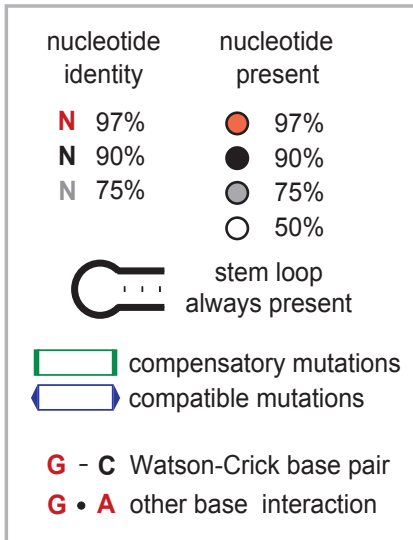 nucleotide identity
nucleotide present
N 97%
97%
N 90%
90%
N 75%
75%
50%
stem loop
always present
compensatory mutations
compatible mutations
G - C Watson-Crick base pair
G • A other base interaction